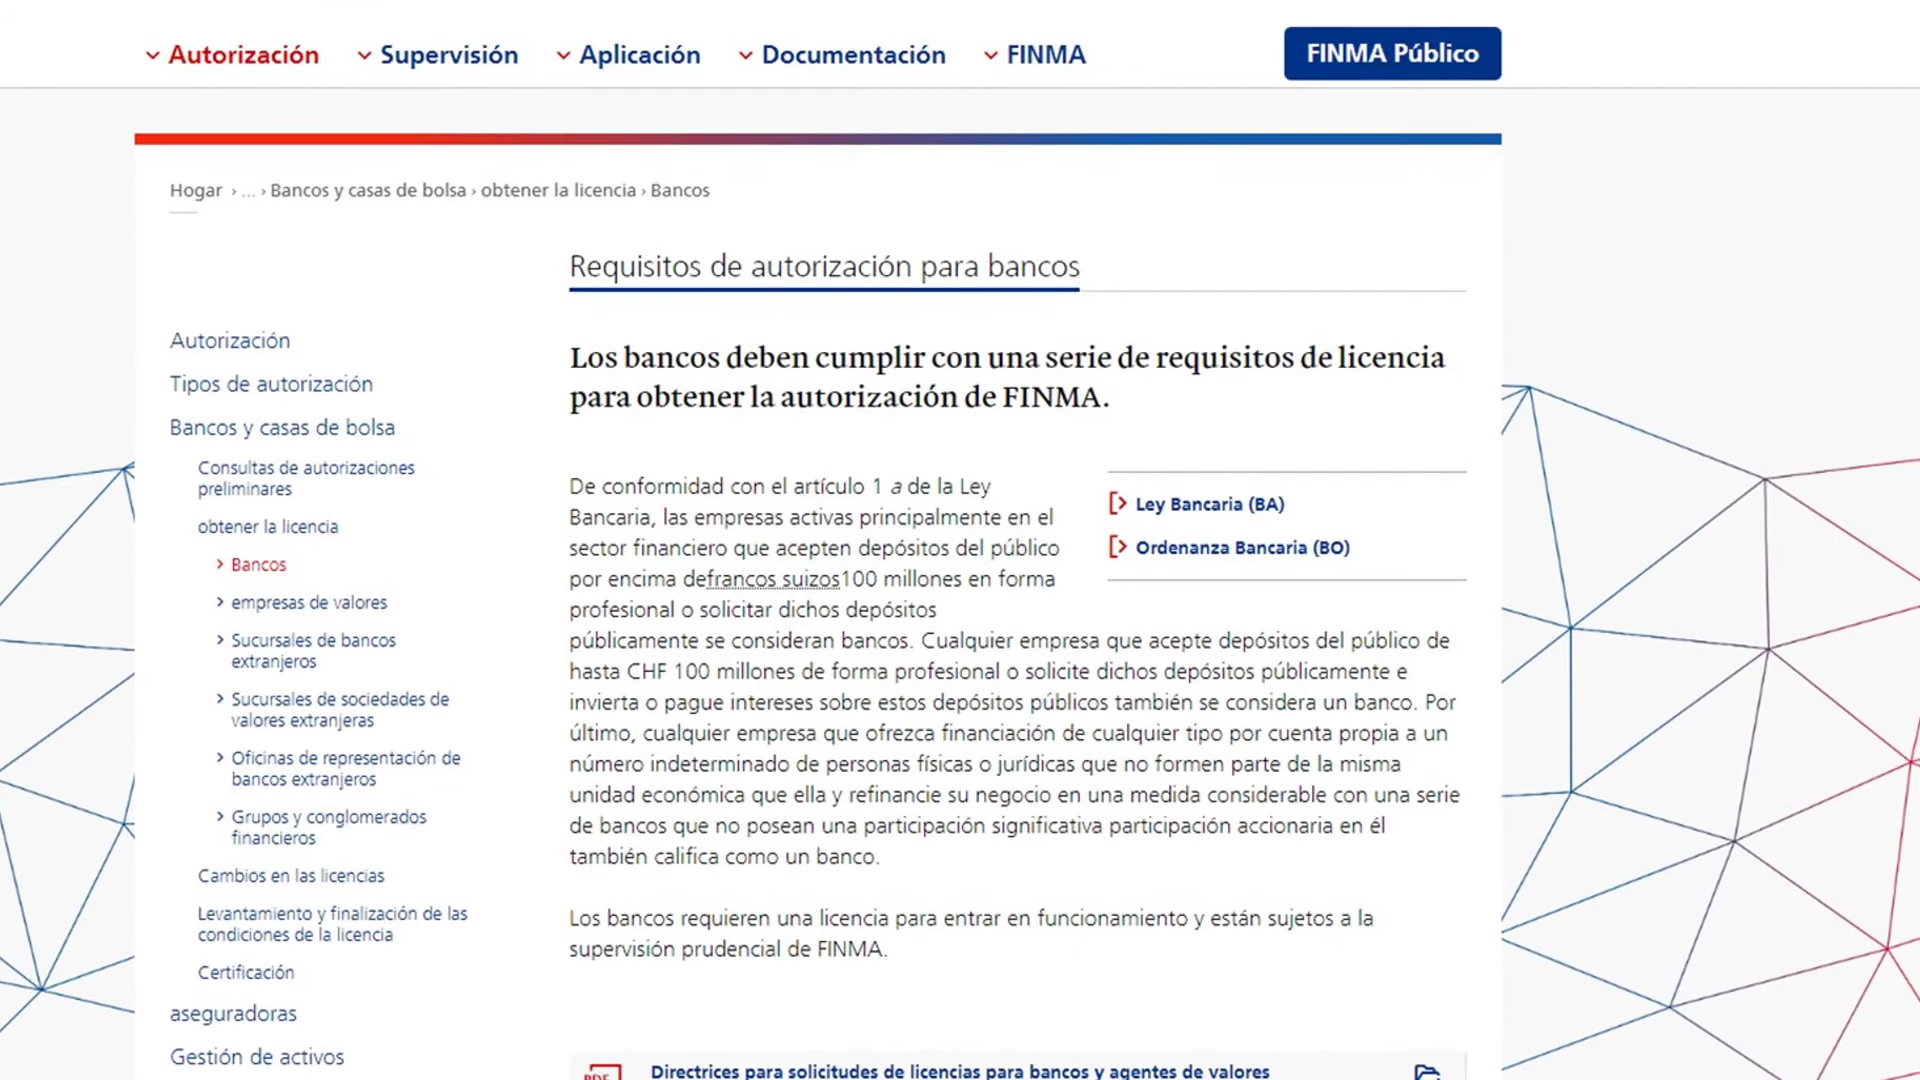 Autorización Supervisión Aplicación Documentación FINMA FINMA Público
Hogar › ... › Bancos y casas de bolsa › obtener la licencia › Bancos
Requisitos de autorización para bancos
Autorización
Tipos de autorización
Bancos y casas de bolsa
Consultas de autorizaciones
preliminares
obtener la licencia
Bancos
empresas de valores
Sucursales de bancos
extranjeros
Sucursales de sociedades de
valores extranjeras
Oficinas de representación de
bancos extranjeros
Grupos y conglomerados
financieros
Cambios en las licencias
Levantamiento y finalización de las
condiciones de la licencia
Certificación
aseguradoras
Gestión de activos
Los bancos deben cumplir con una serie de requisitos de licencia
para obtener la autorización de FINMA.
De conformidad con el artículo 1 a de la Ley
Bancaria, las empresas activas principalmente en el
sector financiero que acepten depósitos del público
por encima defrancos suizos100 millones en forma
profesional o solicitar dichos depósitos
públicamente se consideran bancos. Cualquier empresa que acepte depósitos del público de
hasta CHF 100 millones de forma profesional o solicite dichos depósitos públicamente e
invierta o pague intereses sobre estos depósitos públicos también se considera un banco. Por
último, cualquier empresa que ofrezca financiación de cualquier tipo por cuenta propia a un
número indeterminado de personas físicas o jurídicas que no formen parte de la misma
unidad económica que ella y refinancie su negocio en una medida considerable con una serie
de bancos que no posean una participación significativa participación accionaria en él
también califica como un banco.
Ley Bancaria (BA)
Ordenanza Bancaria (BO)
Los bancos requieren una licencia para entrar en funcionamiento y están sujetos a la
supervisión prudencial de FINMA.
PDF Directrices para solicitudes de licencias para bancos y agentes de valores